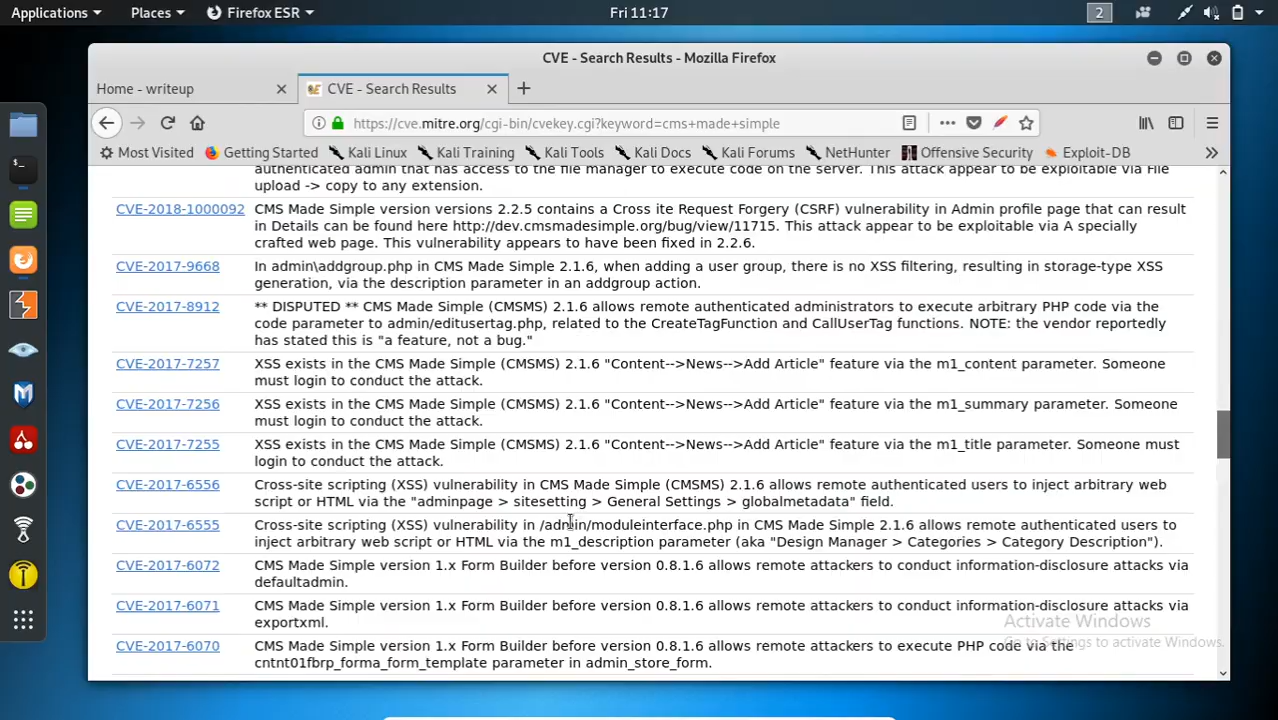 Applications Places Firefox ESR Fri 11:17 2
CVE - Search Results - Mozilla Firefox
Home - writeup CVE - Search Results
https://cve.mitre.org/cgi-bin/cvekey.cgi?keyword=cms+made+simple
Most Visited Getting Started Kali Linux Kali Training Kali Tools Kali Docs Kali Forums NetHunter Offensive Security Exploit-DB
authenticated admin that has access to the file manager to execute code on the server. This attack appear to be exploitable via File
upload -> copy to any extension.
CVE-2018-1000092 CMS Made Simple version versions 2.2.5 contains a Cross ite Request Forgery (CSRF) vulnerability in Admin profile page that can result
in Details can be found here http://dev.cmsmadesimple.org/bug/view/11715. This attack appear to be exploitable via A specially
crafted web page. This vulnerability appears to have been fixed in 2.2.6.
CVE-2017-9668 In admin\addgroup.php in CMS Made Simple 2.1.6, when adding a user group, there is no XSS filtering, resulting in storage-type XSS
generation, via the description parameter in an addgroup action.
CVE-2017-8912 ** DISPUTED ** CMS Made Simple (CMSMS) 2.1.6 allows remote authenticated administrators to execute arbitrary PHP code via the
code parameter to admin/editusertag.php, related to the CreateTagFunction and CallUserTag functions. NOTE: the vendor reportedly
has stated this is "a feature, not a bug."
CVE-2017-7257 XSS exists in the CMS Made Simple (CMSMS) 2.1.6 "Content-->News-->Add Article" feature via the m1_content parameter. Someone
must login to conduct the attack.
CVE-2017-7256 XSS exists in the CMS Made Simple (CMSMS) 2.1.6 "Content-->News-->Add Article" feature via the m1_summary parameter. Someone
must login to conduct the attack.
CVE-2017-7255 XSS exists in the CMS Made Simple (CMSMS) 2.1.6 "Content-->News-->Add Article" feature via the m1_title parameter. Someone must
login to conduct the attack.
CVE-2017-6556 Cross-site scripting (XSS) vulnerability in CMS Made Simple (CMSMS) 2.1.6 allows remote authenticated users to inject arbitrary web
script or HTML via the "adminpage > sitesetting > General Settings > globalmetadata" field.
CVE-2017-6555 Cross-site scripting (XSS) vulnerability in /admin/moduleinterface.php in CMS Made Simple 2.1.6 allows remote authenticated users to
inject arbitrary web script or HTML via the m1_description parameter (aka "Design Manager > Categories > Category Description").
CVE-2017-6072 CMS Made Simple version 1.x Form Builder before version 0.8.1.6 allows remote attackers to conduct information-disclosure attacks via
defaultadmin.
CVE-2017-6071 CMS Made Simple version 1.x Form Builder before version 0.8.1.6 allows remote attackers to conduct information-disclosure attacks via
exportxml.
Activate Windows
Go to Settings to activate Windows.
CVE-2017-6070 CMS Made Simple version 1.x Form Builder before version 0.8.1.6 allows remote attackers to execute PHP code via the
cntnt01fbrp_forma_form_template parameter in admin_store_form.